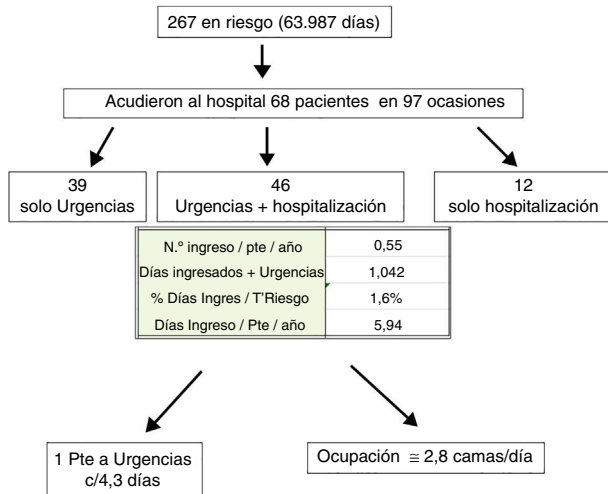 267 en riesgo (63.987 días)
Acudieron al hospital 68 pacientes en 97 ocasiones
39
solo Urgencias
46
Urgencias + hospitalización
12
solo hospitalización
N.º ingreso / pte / año 0,55
Días ingresados + Urgencias 1,042
% Días Ingres / T'Riesgo 1,6%
Días Ingreso / Pte / año 5,94
1 Pte a Urgencias
c/4,3 días
Ocupación ≅ 2,8 camas/día